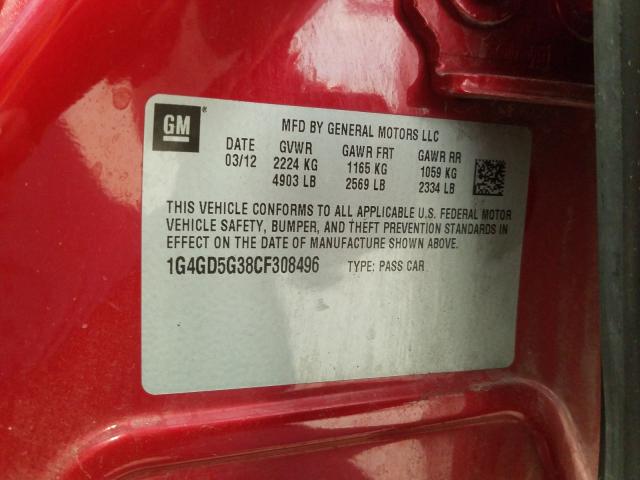 GM®
MFD BY GENERAL MOTORS LLC
DATE GVWR GAWR FRT GAWR RR
03/12 2224 KG 1165 KG 1059 KG
4903 LB 2569 LB 2334 LB
THIS VEHICLE CONFORMS TO ALL APPLICABLE U.S. FEDERAL MOTOR
VEHICLE SAFETY, BUMPER, AND THEFT PREVENTION STANDARDS IN
EFFECT ON THE DATE OF MANUFACTURE SHOWN ABOVE.
1G4GD5G38CF308496 TYPE: PASS CAR